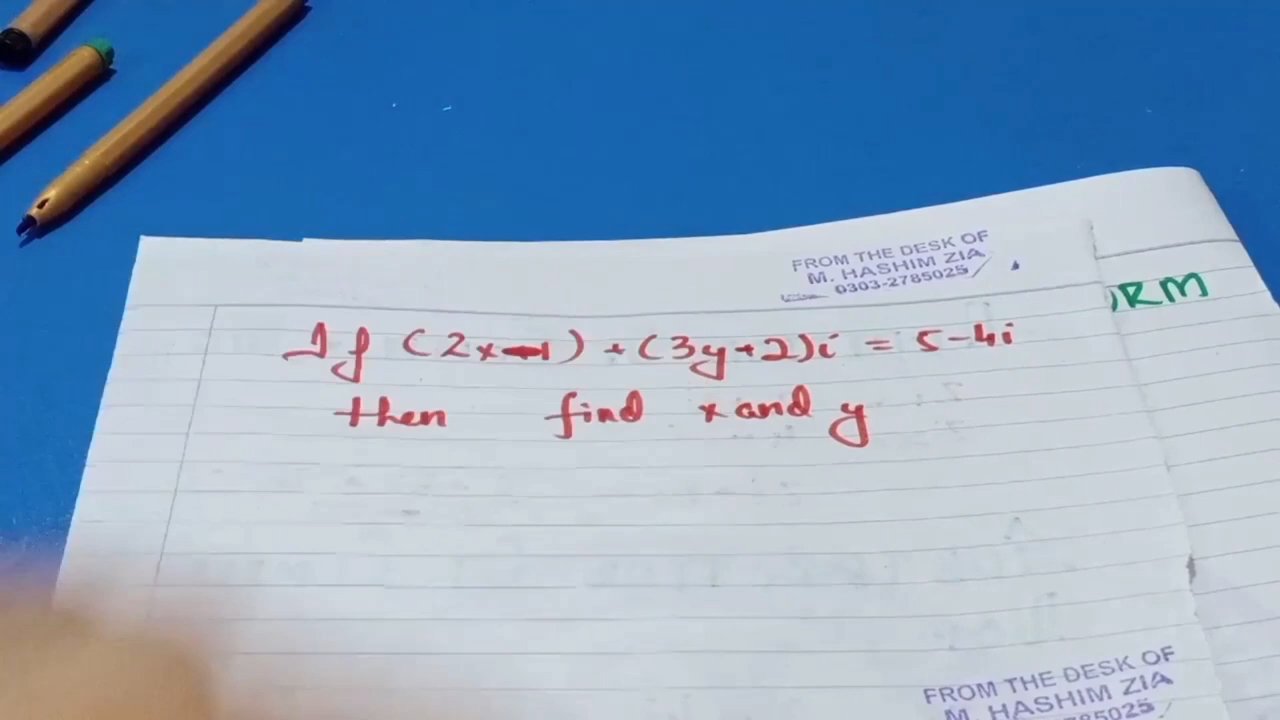 FROM THE DESK OF
M. HASHIM ZIA
0303-2785025
ORM
If (2x-1) + (3y+2)i = 5-4i
then find x and y
FROM THE DESK OF
M. HASHIM ZIA